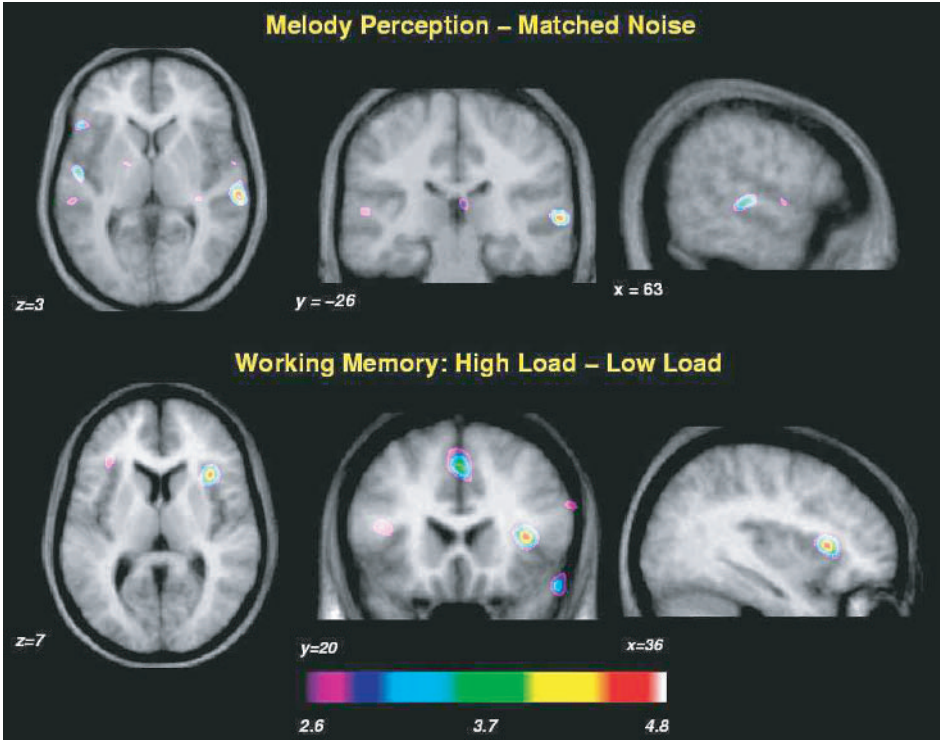 Melody Perception – Matched Noise
z=3
y = –26
x = 63
Working Memory: High Load – Low Load
z=7
y=20
x=36
2.6
3.7
4.8